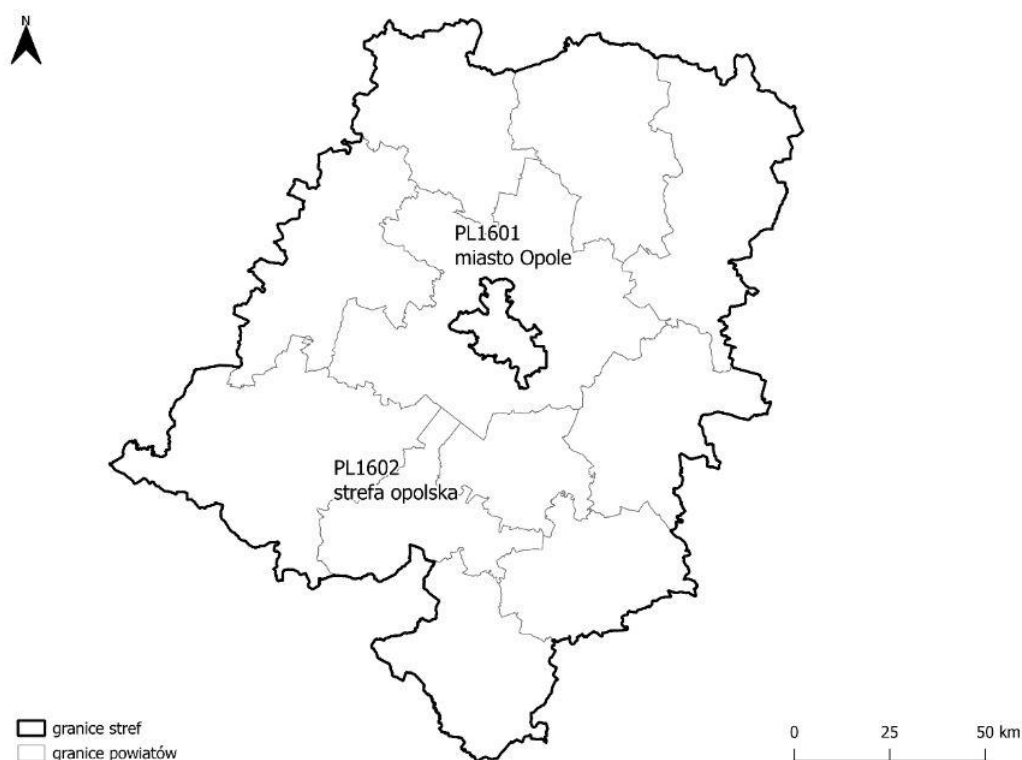 N
PL1601
miasto Opole
PL1602
strefa opolska
granice stref
granice powiatów
0 25 50 km